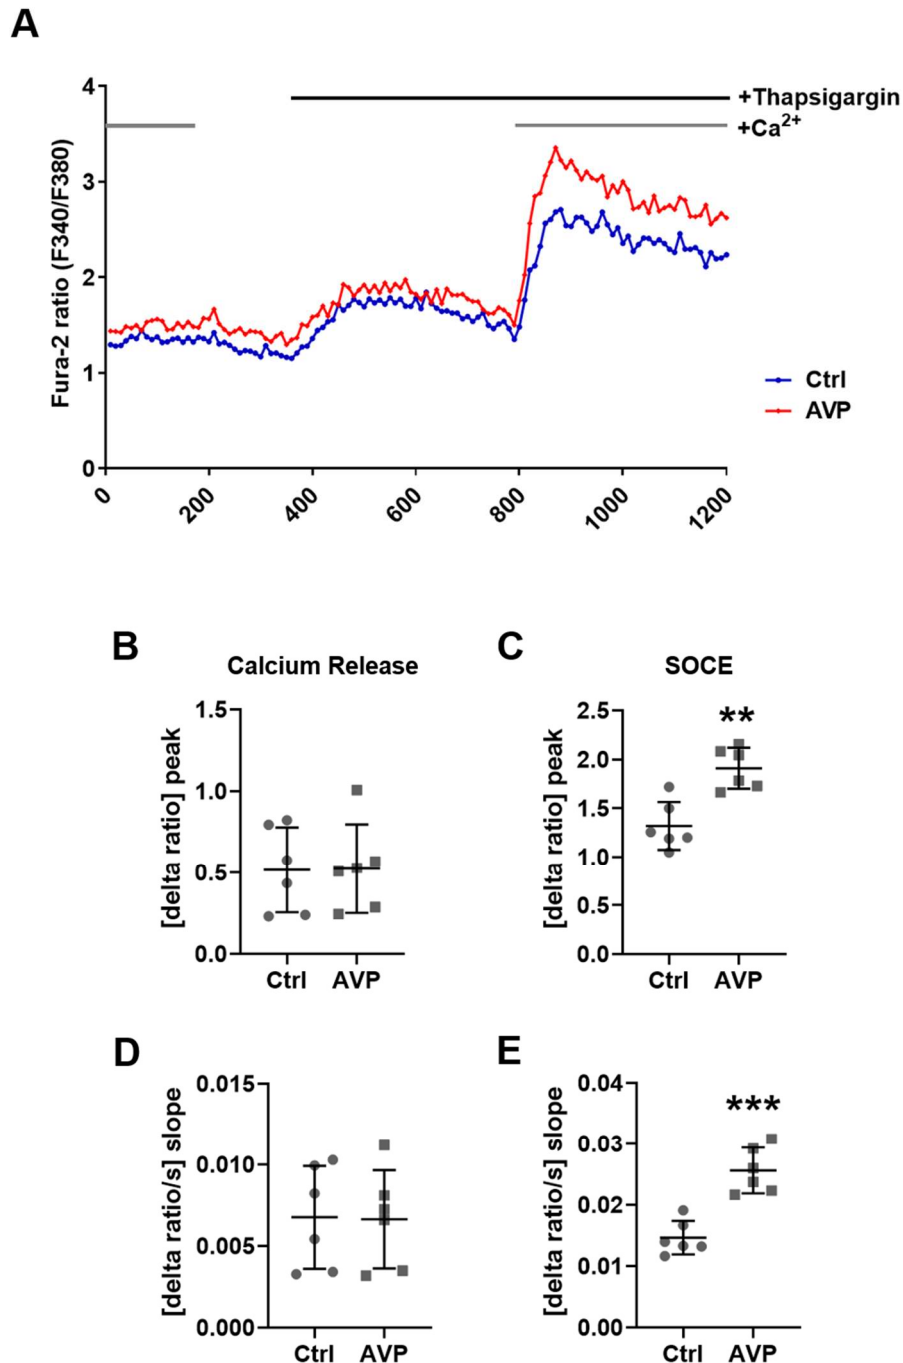 A
Fura-2 ratio (F340/F380)
4
3
2
1
0
0
200
400
600
800
1000
1200
+Thapsigargin
+Ca²⁺
Ctrl
AVP
B
Calcium Release
[delta ratio] peak
1.5
1.0
0.5
0.0
Ctrl
AVP
C
SOCE
[delta ratio] peak
2.5
2.0
1.5
1.0
0.5
0.0
**
Ctrl
AVP
D
[delta ratio/s] slope
0.015
0.010
0.005
0.000
Ctrl
AVP
E
[delta ratio/s] slope
0.04
0.03
0.02
0.01
0.00
***
Ctrl
AVP